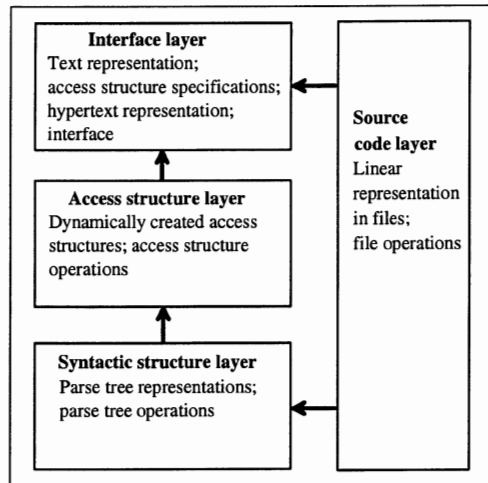 Interface layer
Text representation;
access structure specifications;
hypertext representation;
interface
Access structure layer
Dynamically created access
structures; access structure
operations
Syntactic structure layer
Parse tree representations;
parse tree operations
Source
code layer
Linear
representation
in files;
file operations